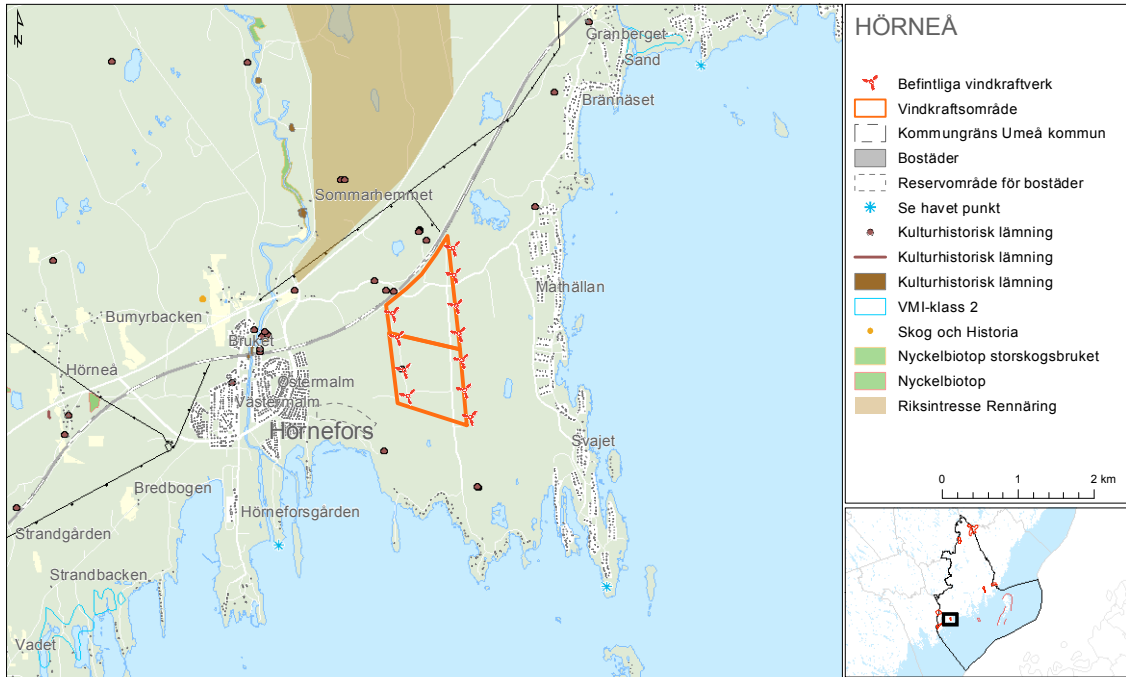 N
Granberget
Sand
Brännäset
Sommarhemmet
Mathällan
Bumyrbacken
Bruket
Hörneå
Östermalm
Västermalm
Hörnefors
Svajet
Bredbogen
Hörneforsgården
Strandgården
Strandbacken
Vadet
HÖRNEÅ
Befintliga vindkraftverk
Vindkraftsområde
Kommungräns Umeå kommun
Bostäder
Reservområde för bostäder
Se havet punkt
Kulturhistorisk lämning
Kulturhistorisk lämning
Kulturhistorisk lämning
VMI-klass 2
Skog och Historia
Nyckelbiotop storskogsbruket
Nyckelbiotop
Riksintresse Rennäring
0 1 2 km